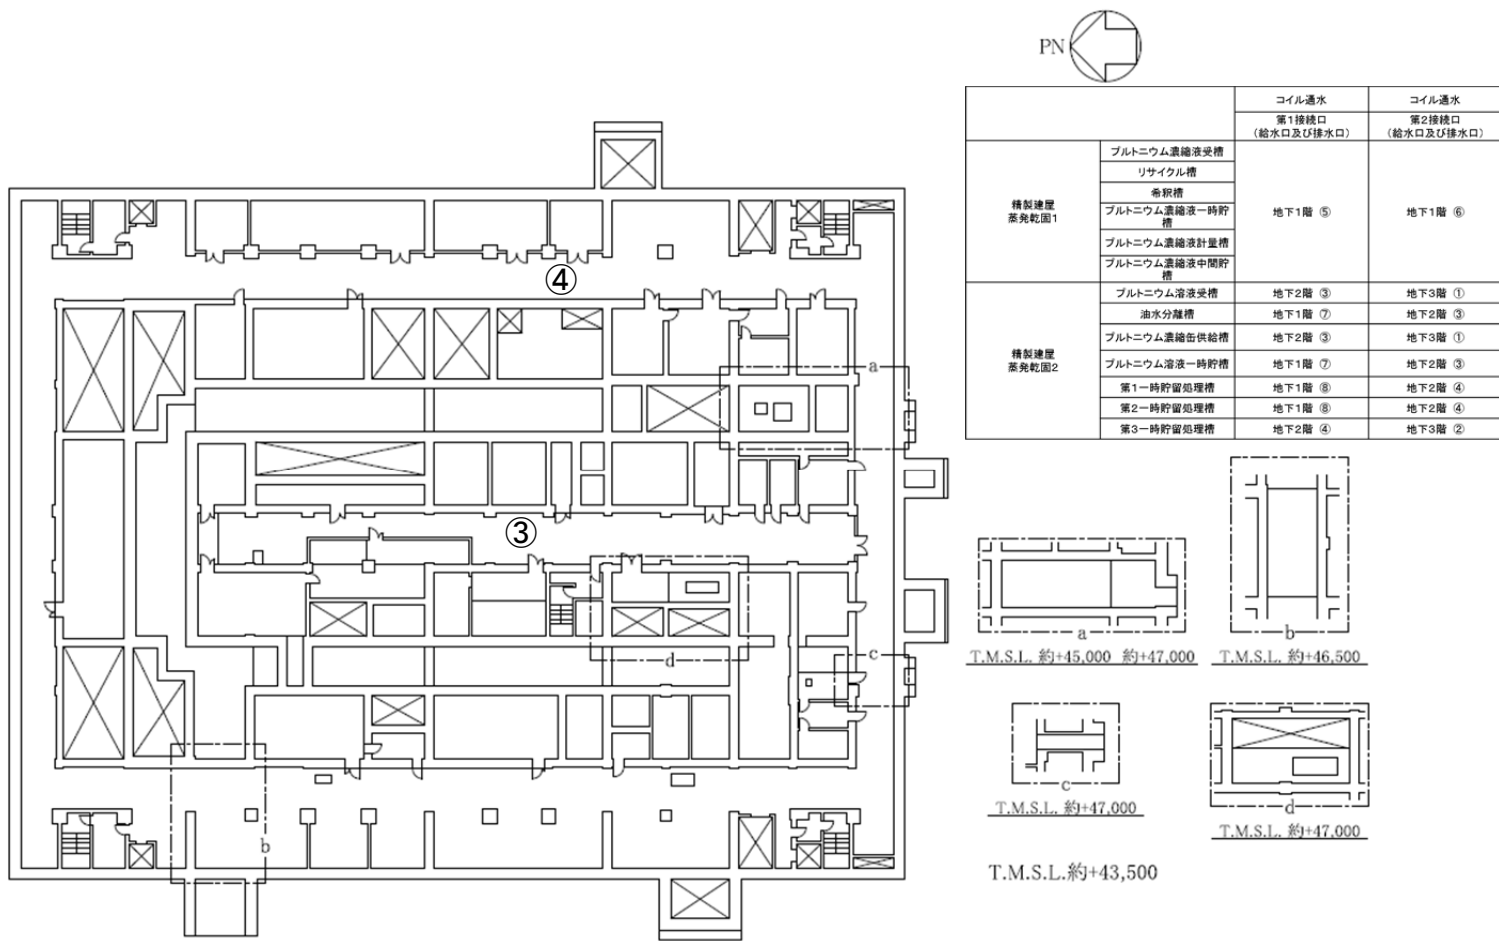 PN
コイル通水
コイル通水
第1接続口
(給水口及び排水口)
第2接続口
(給水口及び排水口)
精製建屋
蒸発乾固1
プルトニウム濃縮液受槽
リサイクル槽
希釈槽
プルトニウム濃縮液一時貯
槽
プルトニウム濃縮液計量槽
プルトニウム濃縮液中間貯
槽
地下1階 ⑤
地下1階 ⑥
精製建屋
蒸発乾固2
プルトニウム溶液受槽
地下2階 ③
地下3階 ①
油水分離槽
地下1階 ⑦
地下2階 ③
プルトニウム濃縮缶供給槽
地下2階 ③
地下3階 ①
プルトニウム溶液一時貯槽
地下1階 ⑦
地下2階 ③
第1一時貯留処理槽
地下1階 ⑧
地下2階 ④
第2一時貯留処理槽
地下1階 ⑧
地下2階 ④
第3一時貯留処理槽
地下2階 ④
地下3階 ②
④
a
③
d
c
b
a
T.M.S.L. 約+45,000 約+47,000
b
T.M.S.L. 約+46,500
c
T.M.S.L. 約+47,000
d
T.M.S.L. 約+47,000
T.M.S.L.約+43,500